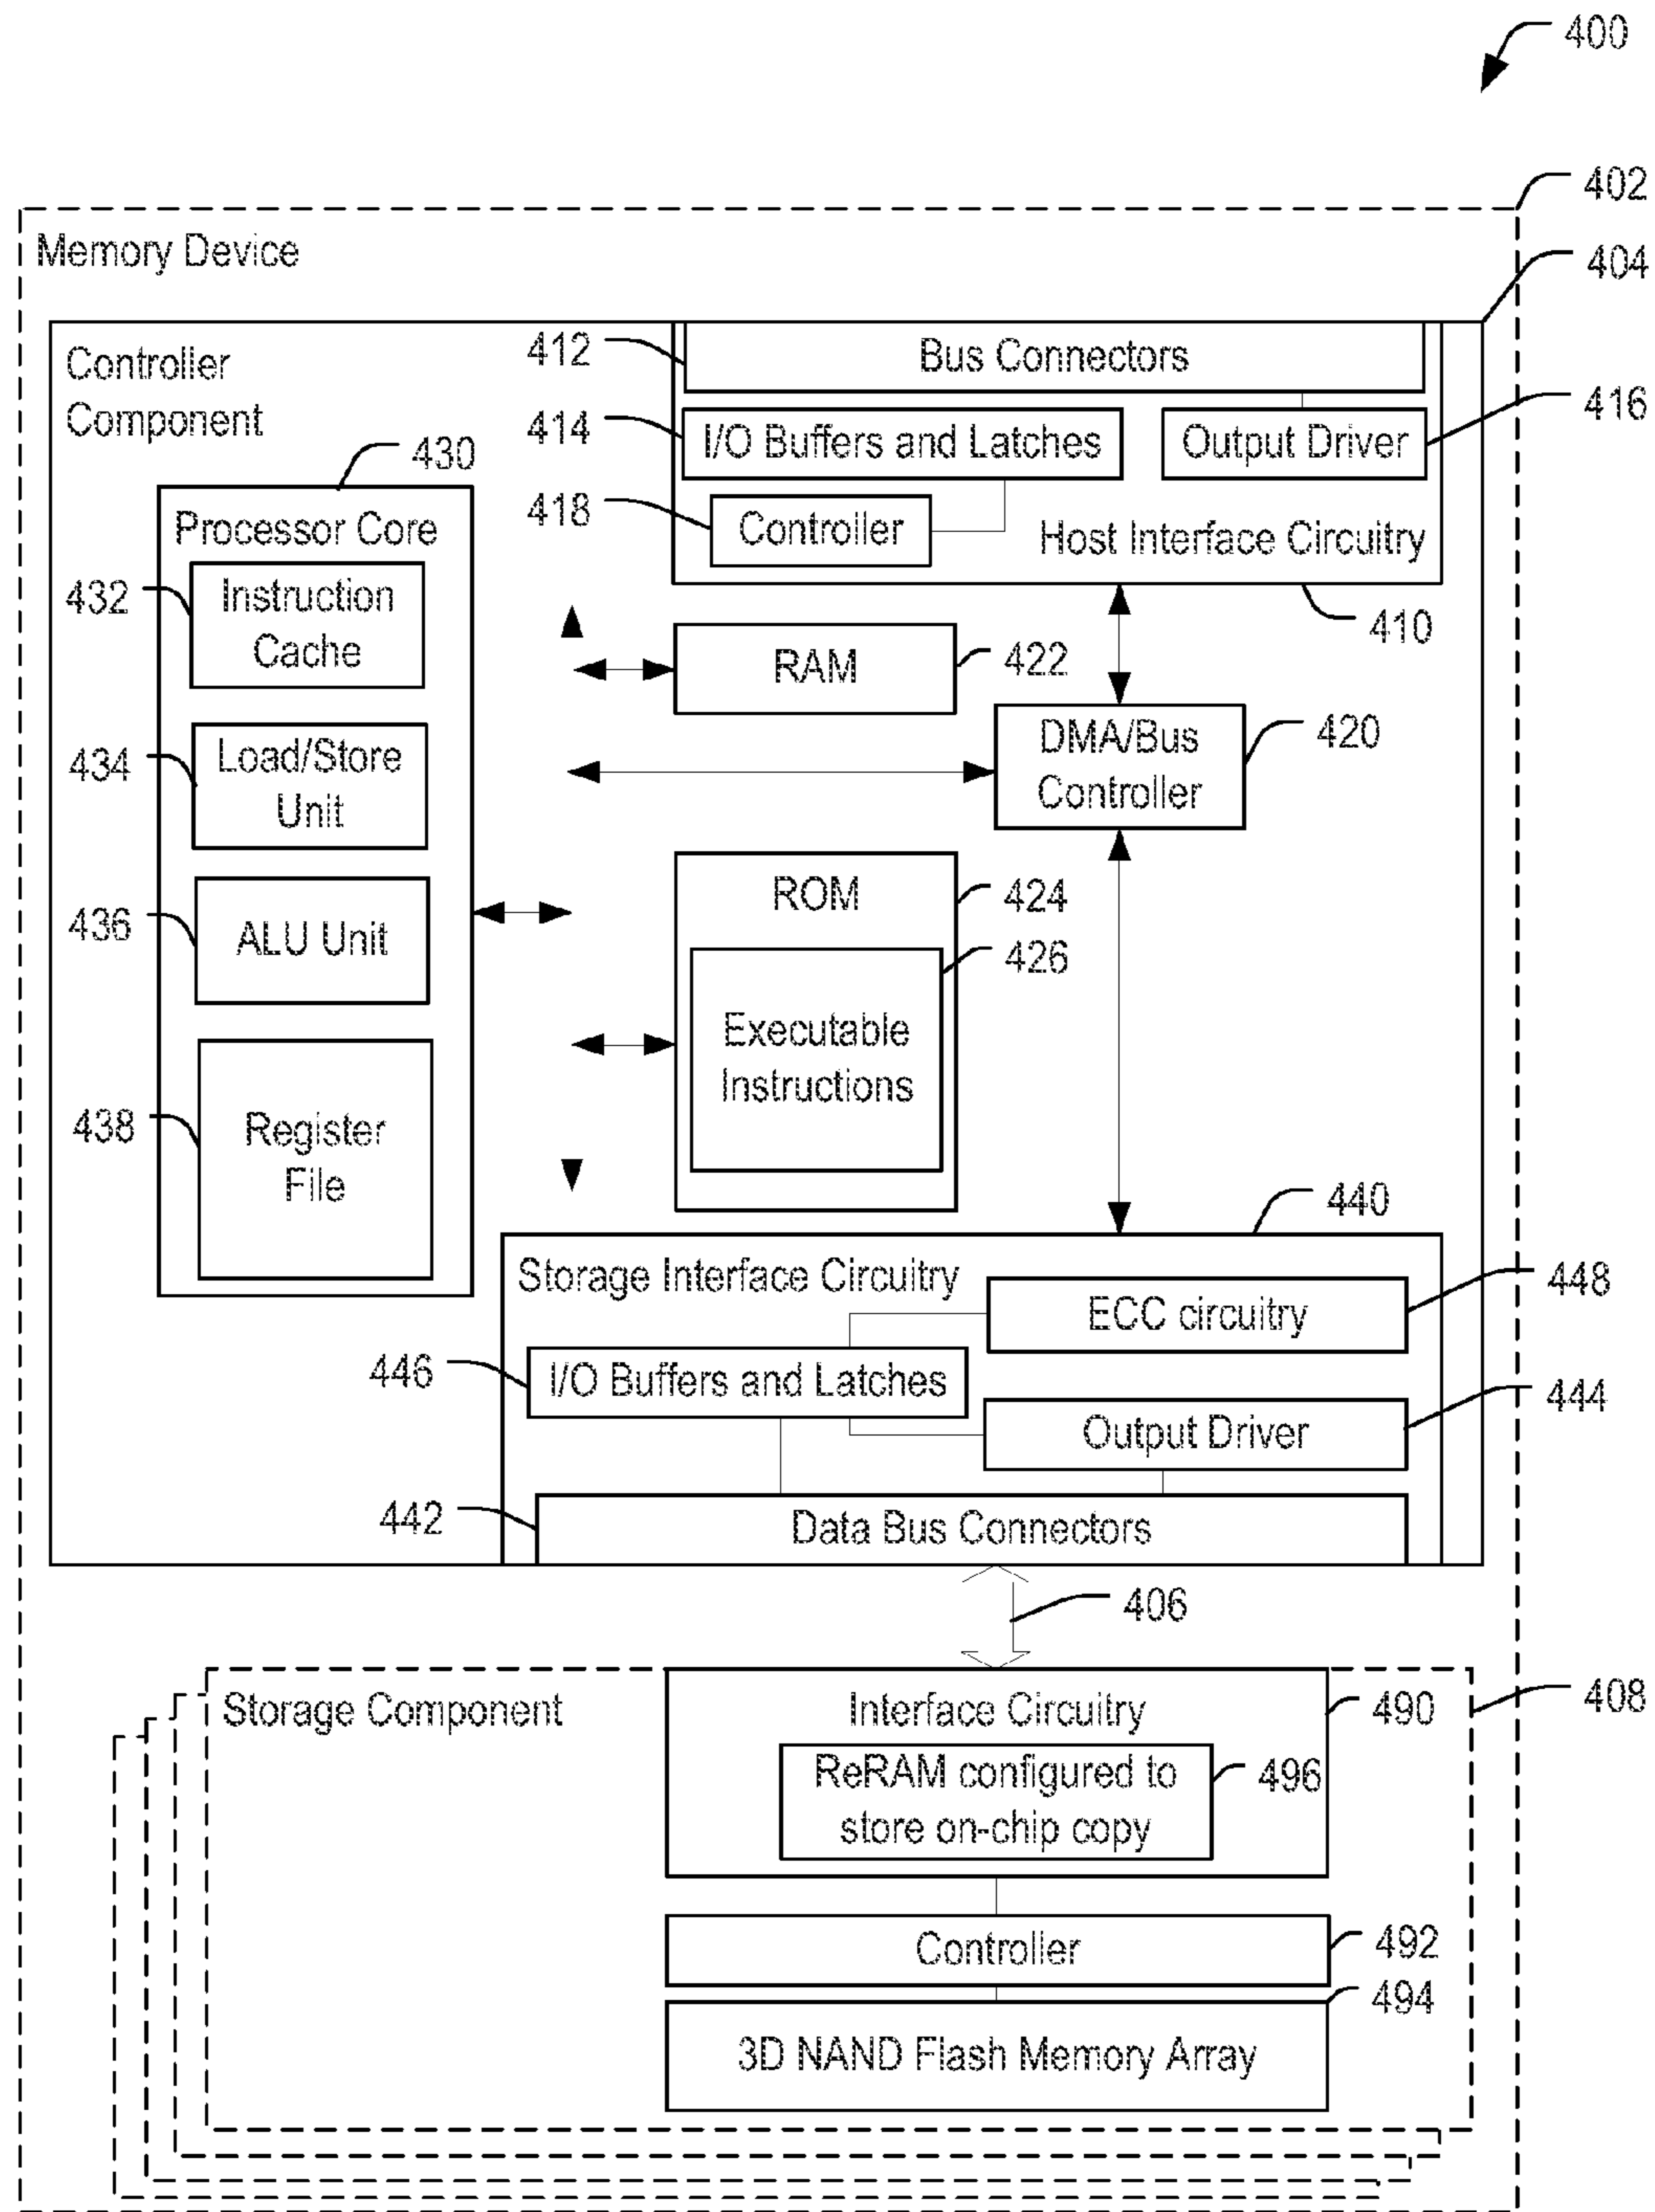 400
402
Memory Device
404
Controller
Component
412
Bus Connectors
414
I/O Buffers and Latches
Output Driver
416
430
418
Controller
Host Interface Circuitry
410
Processor Core
432
Instruction
Cache
RAM
422
434
Load/Store
Unit
DMA/Bus
Controller
420
436
ALU Unit
ROM
424
426
Executable
Instructions
438
Register
File
440
Storage Interface Circuitry
ECC circuitry
448
446
I/O Buffers and Latches
Output Driver
444
442
Data Bus Connectors
406
408
Storage Component
Interface Circuitry
490
ReRAM configured to
store on-chip copy
496
Controller
492
494
3D NAND Flash Memory Array